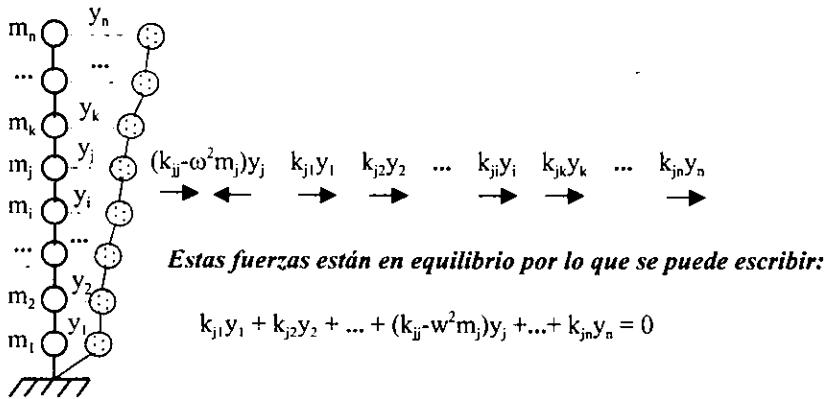 yₙ
mₙ
...
...
yₖ
mₖ
yⱼ
mⱼ
(kⱼⱼ-ω²mⱼ)yⱼ kⱼ₁y₁ kⱼ₂y₂ ... kⱼᵢyᵢ kⱼₖyₖ ... kⱼₙyₙ
yᵢ
mᵢ
...
...
Estas fuerzas están en equilibrio por lo que se puede escribir:
y₂
m₂
y₁
m₁
kⱼ₁y₁ + kⱼ₂y₂ + ... + (kⱼⱼ-w²mⱼ)yⱼ +...+ kⱼₙyₙ = 0